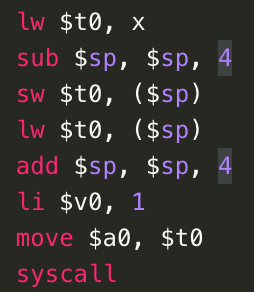 lw $t0, x
sub $sp, $sp, 4
sw $t0, ($sp)
lw $t0, ($sp)
add $sp, $sp, 4
li $v0, 1
move $a0, $t0
syscall